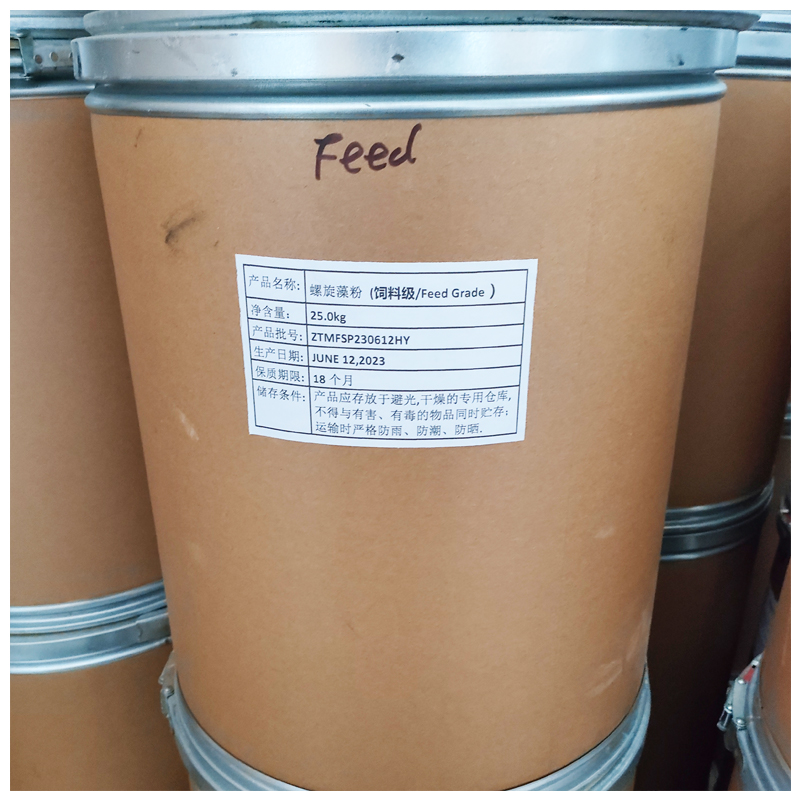 Feed
产品名称: 螺旋藻粉 (饲料级/Feed Grade )
净含量: 25.0kg
产品批号: ZTMFSP230612HY
生产日期: JUNE 12,2023
保质期限: 18 个月
储存条件: 产品应存放于避光,干燥的专用仓库,
不得与有害、有毒的物品同时贮存;
运输时严格防雨、防潮、防晒.